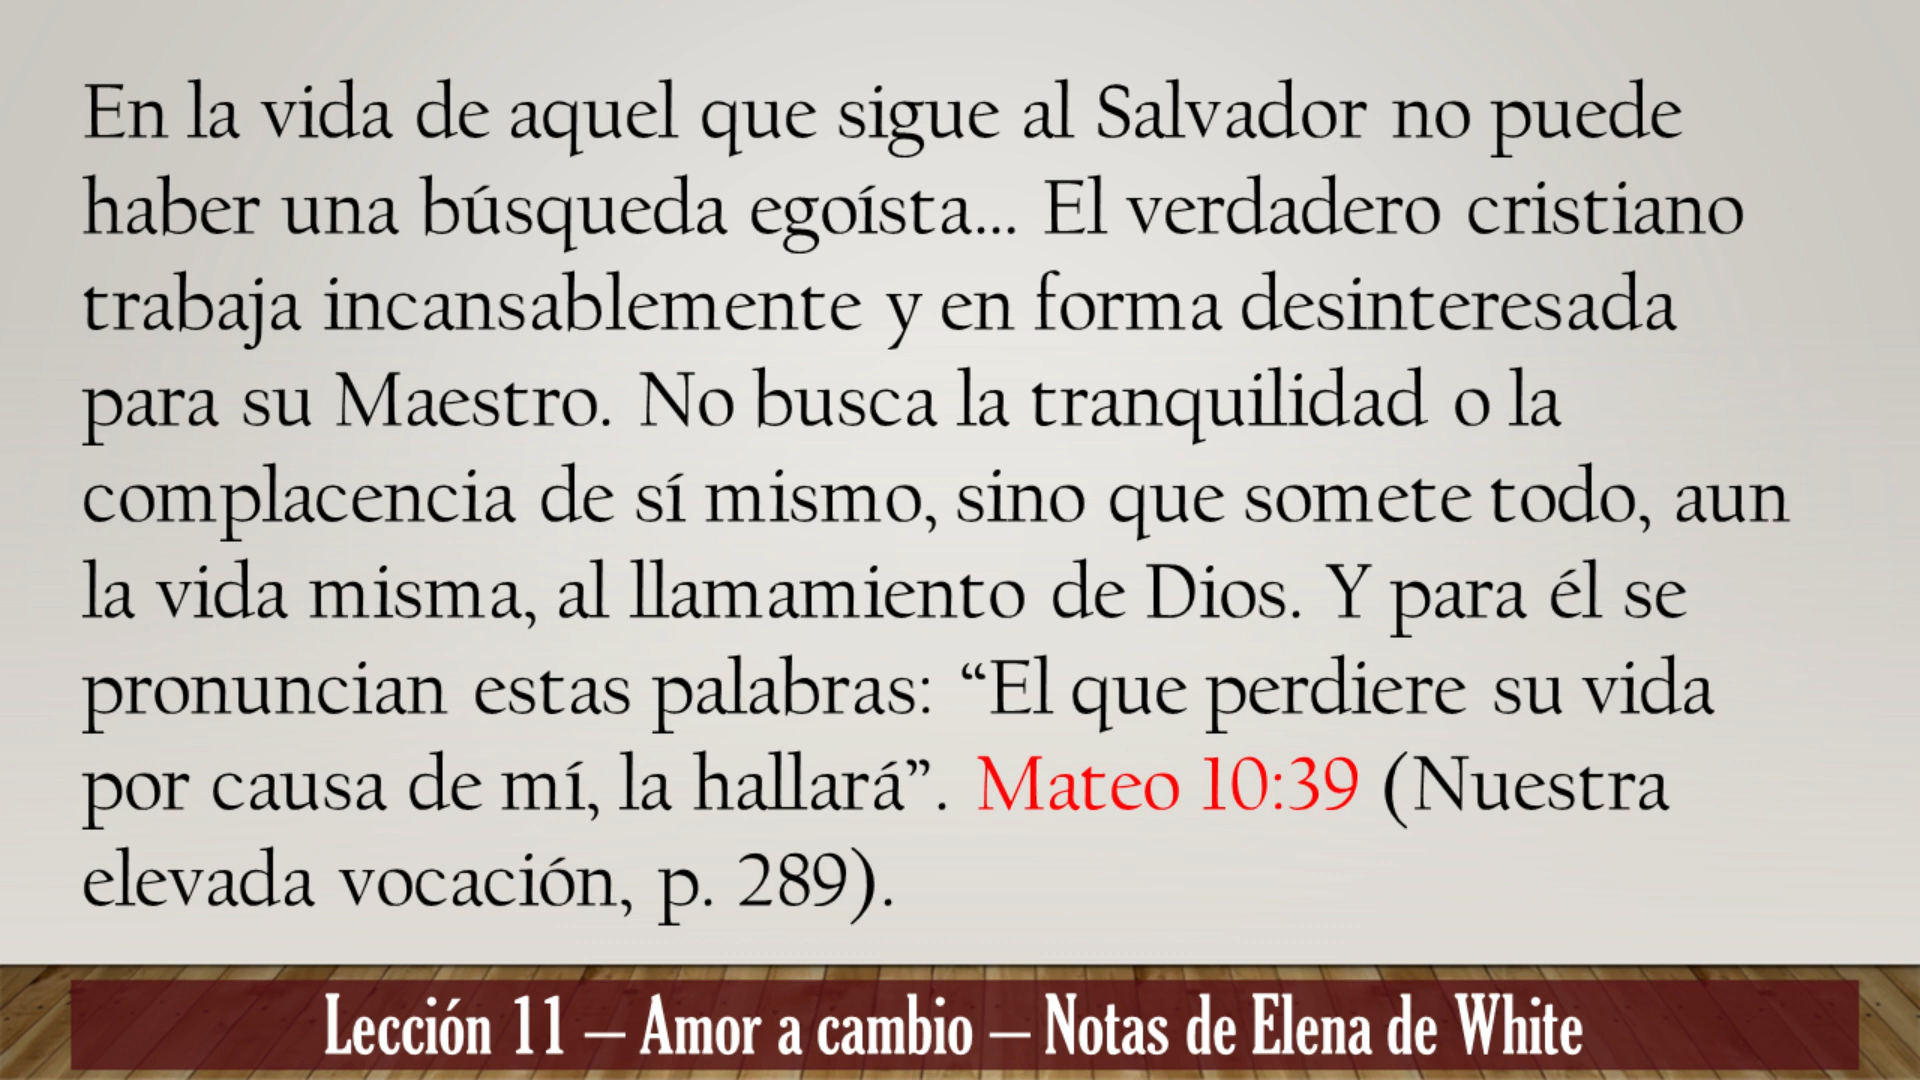 En la vida de aquel que sigue al Salvador no puede
haber una búsqueda egoísta... El verdadero cristiano
trabaja incansablemente y en forma desinteresada
para su Maestro. No busca la tranquilidad o la
complacencia de sí mismo, sino que somete todo, aun
la vida misma, al llamamiento de Dios. Y para él se
pronuncian estas palabras: “El que perdiere su vida
por causa de mí, la hallará”. Mateo 10:39 (Nuestra
elevada vocación, p. 289).
Lección 11 – Amor a cambio – Notas de Elena de White